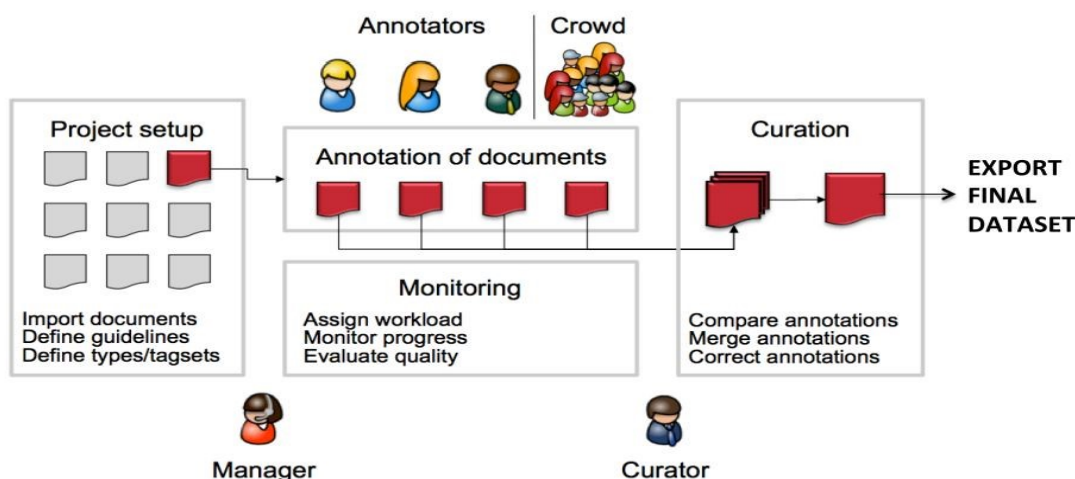 Annotators
Crowd
Project setup
Import documents
Define guidelines
Define types/tagsets
Annotation of documents
Monitoring
Assign workload
Monitor progress
Evaluate quality
Curation
Compare annotations
Merge annotations
Correct annotations
EXPORT
FINAL
DATASET
Manager
Curator